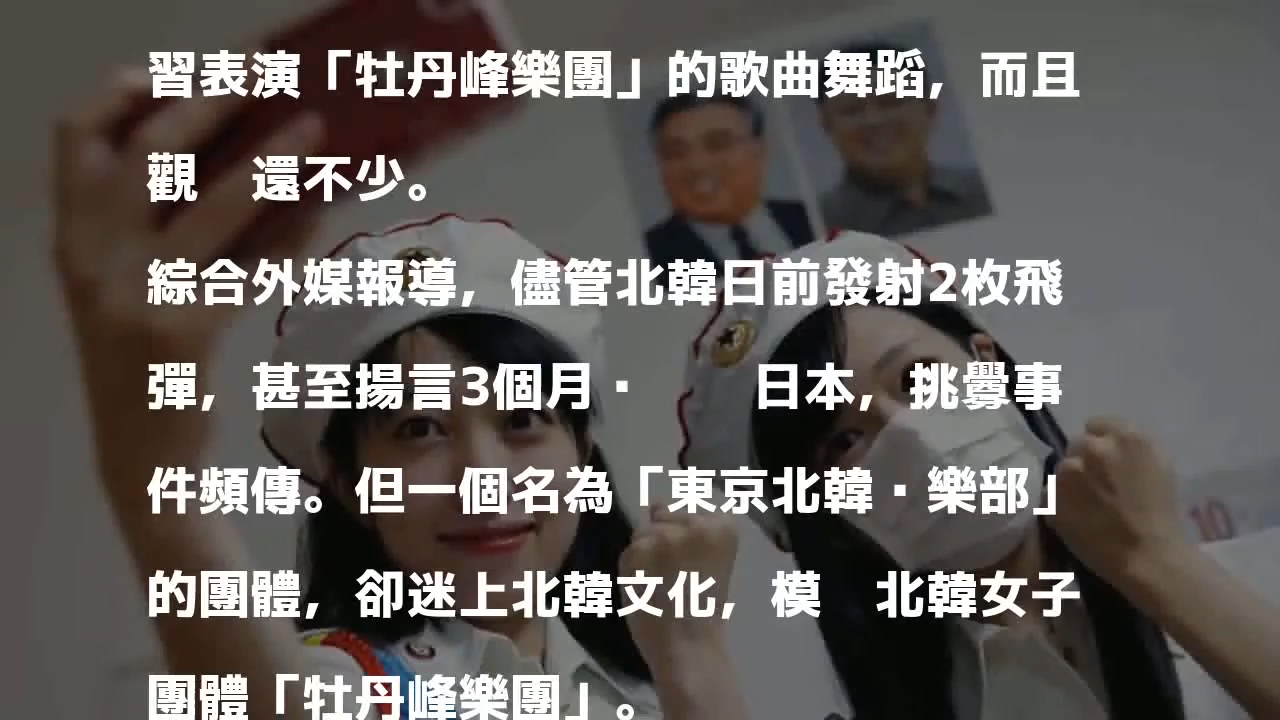 習表演「牡丹峰樂團」的歌曲舞蹈，而且
觀　還不少。
綜合外媒報導，儘管北韓日前發射2枚飛
彈，甚至揚言3個月·　　日本，挑釁事
件頻傳。但一個名為「東京北韓·樂部」
的團體，卻迷上北韓文化，模　北韓女子
團體「牡丹峰樂團」。
10